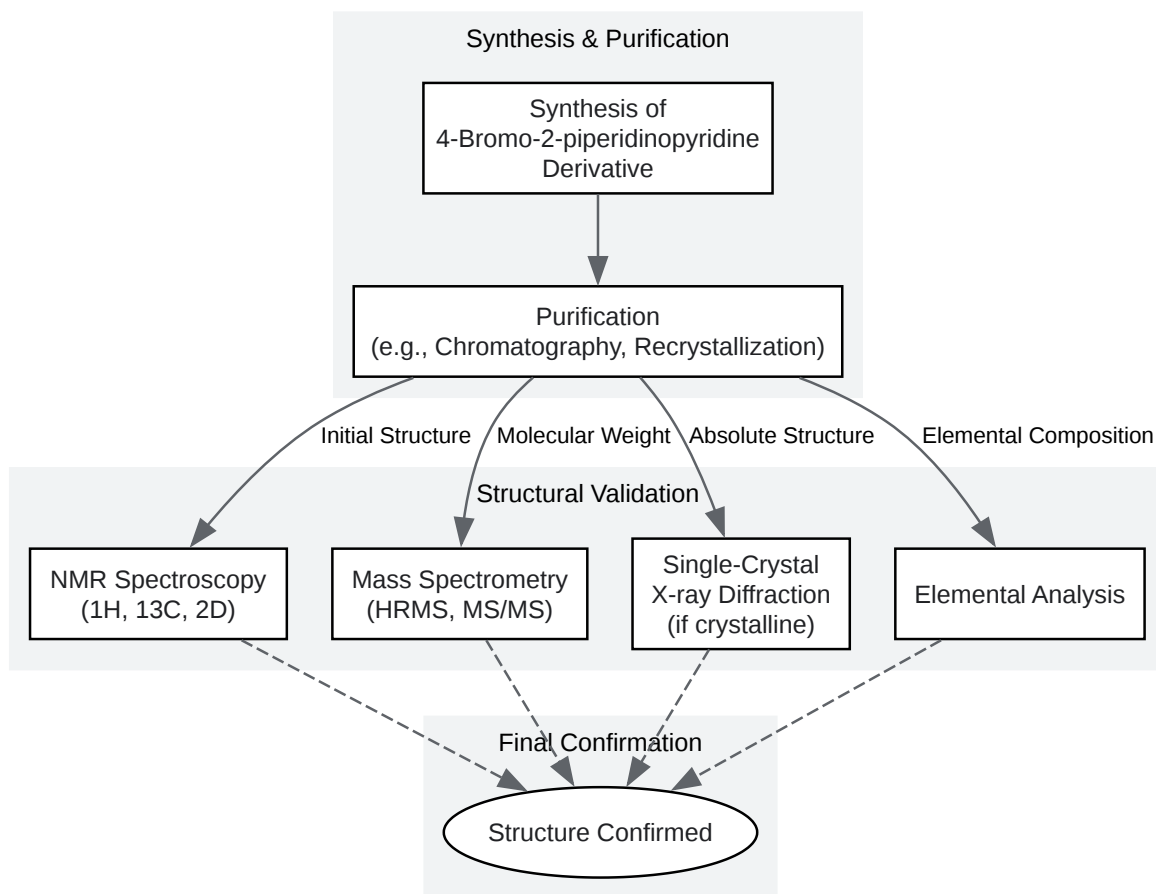 Synthesis & Purification
Synthesis of
4-Bromo-2-piperidinopyridine
Derivative
Purification
(e.g., Chromatography, Recrystallization)
Initial Structure
Molecular Weight
Absolute Structure
Elemental Composition
Structural Validation
NMR Spectroscopy
(1H, 13C, 2D)
Mass Spectrometry
(HRMS, MS/MS)
Single-Crystal
X-ray Diffraction
(if crystalline)
Elemental Analysis
Final Confirmation
Structure Confirmed